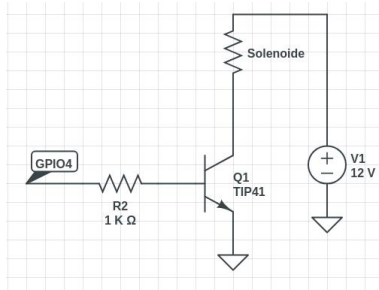 Solenoide
GPIO4
R2
1 K Ω
Q1
TIP41
V1
12 V